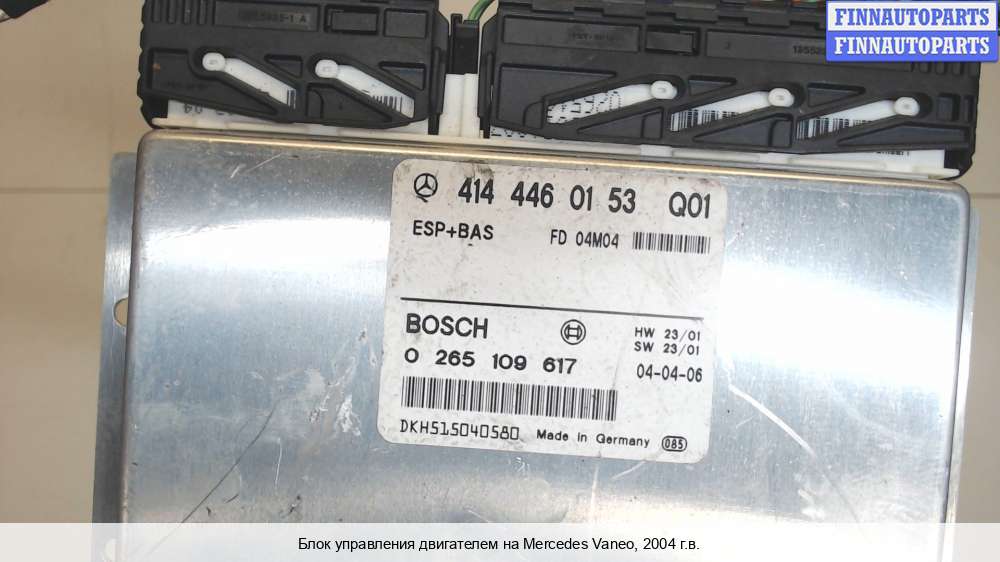 FINNAUTOPARTS
FINNAUTOPARTS
414 446 01 53 Q01
ESP+BAS FD 04M04
BOSCH
HW 23/01
SW 23/01
0 265 109 617
04-04-06
DKH515040580 Made in Germany 085
Блок управления двигателем на Mercedes Vaneo, 2004 г.в.